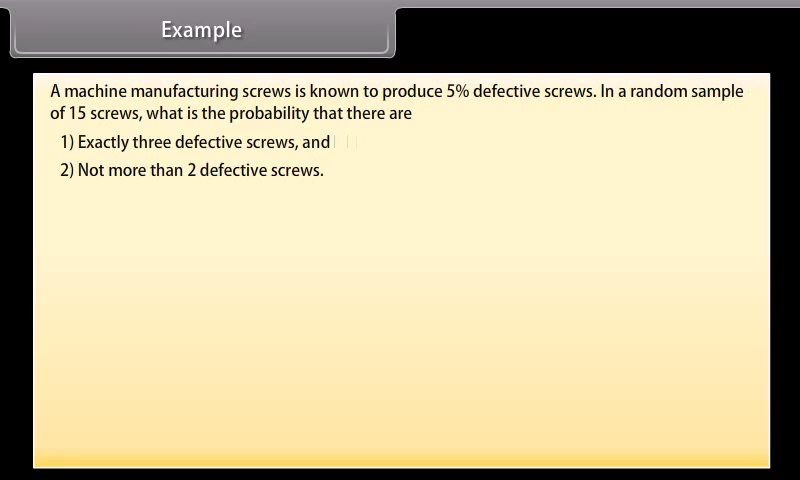 Example
A machine manufacturing screws is known to produce 5% defective screws. In a random sample
of 15 screws, what is the probability that there are
1) Exactly three defective screws, and
2) Not more than 2 defective screws.